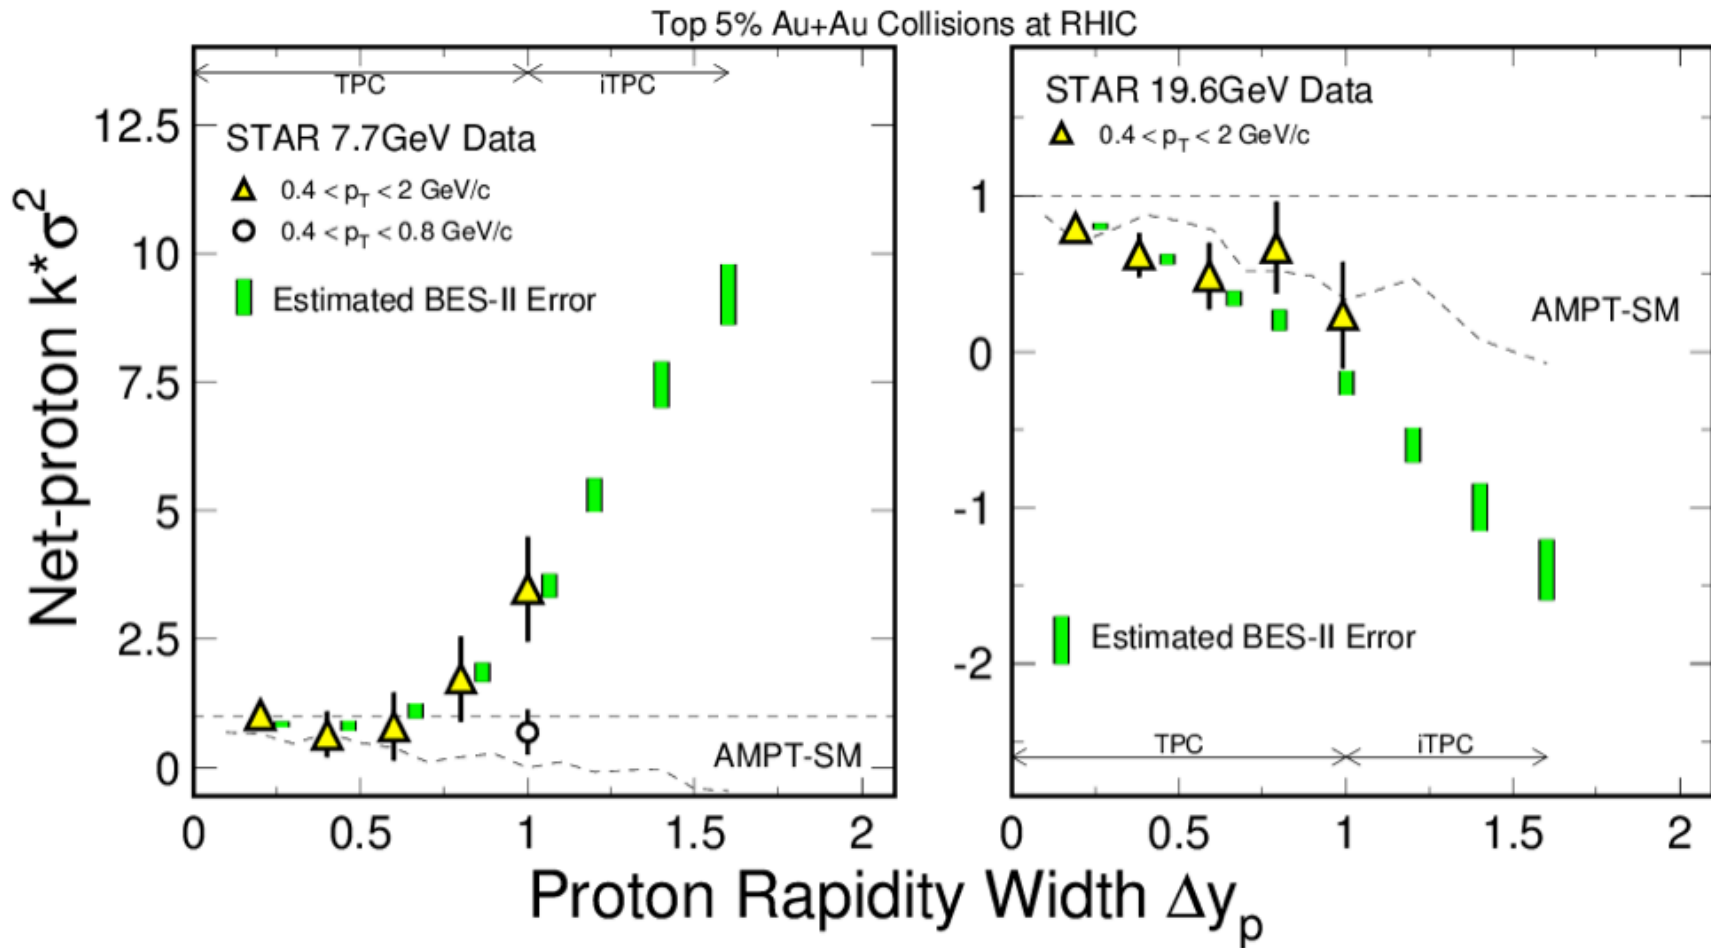 Top 5% Au+Au Collisions at RHIC
Net-proton k*σ²
12.5
10
7.5
5
2.5
0
TPC
iTPC
STAR 7.7GeV Data
0.4 < p_T < 2 GeV/c
0.4 < p_T < 0.8 GeV/c
Estimated BES-II Error
AMPT-SM
0 0.5 1 1.5 2
1
0
-1
-2
STAR 19.6GeV Data
0.4 < p_T < 2 GeV/c
AMPT-SM
Estimated BES-II Error
TPC
iTPC
0 0.5 1 1.5 2
Proton Rapidity Width Δy_p